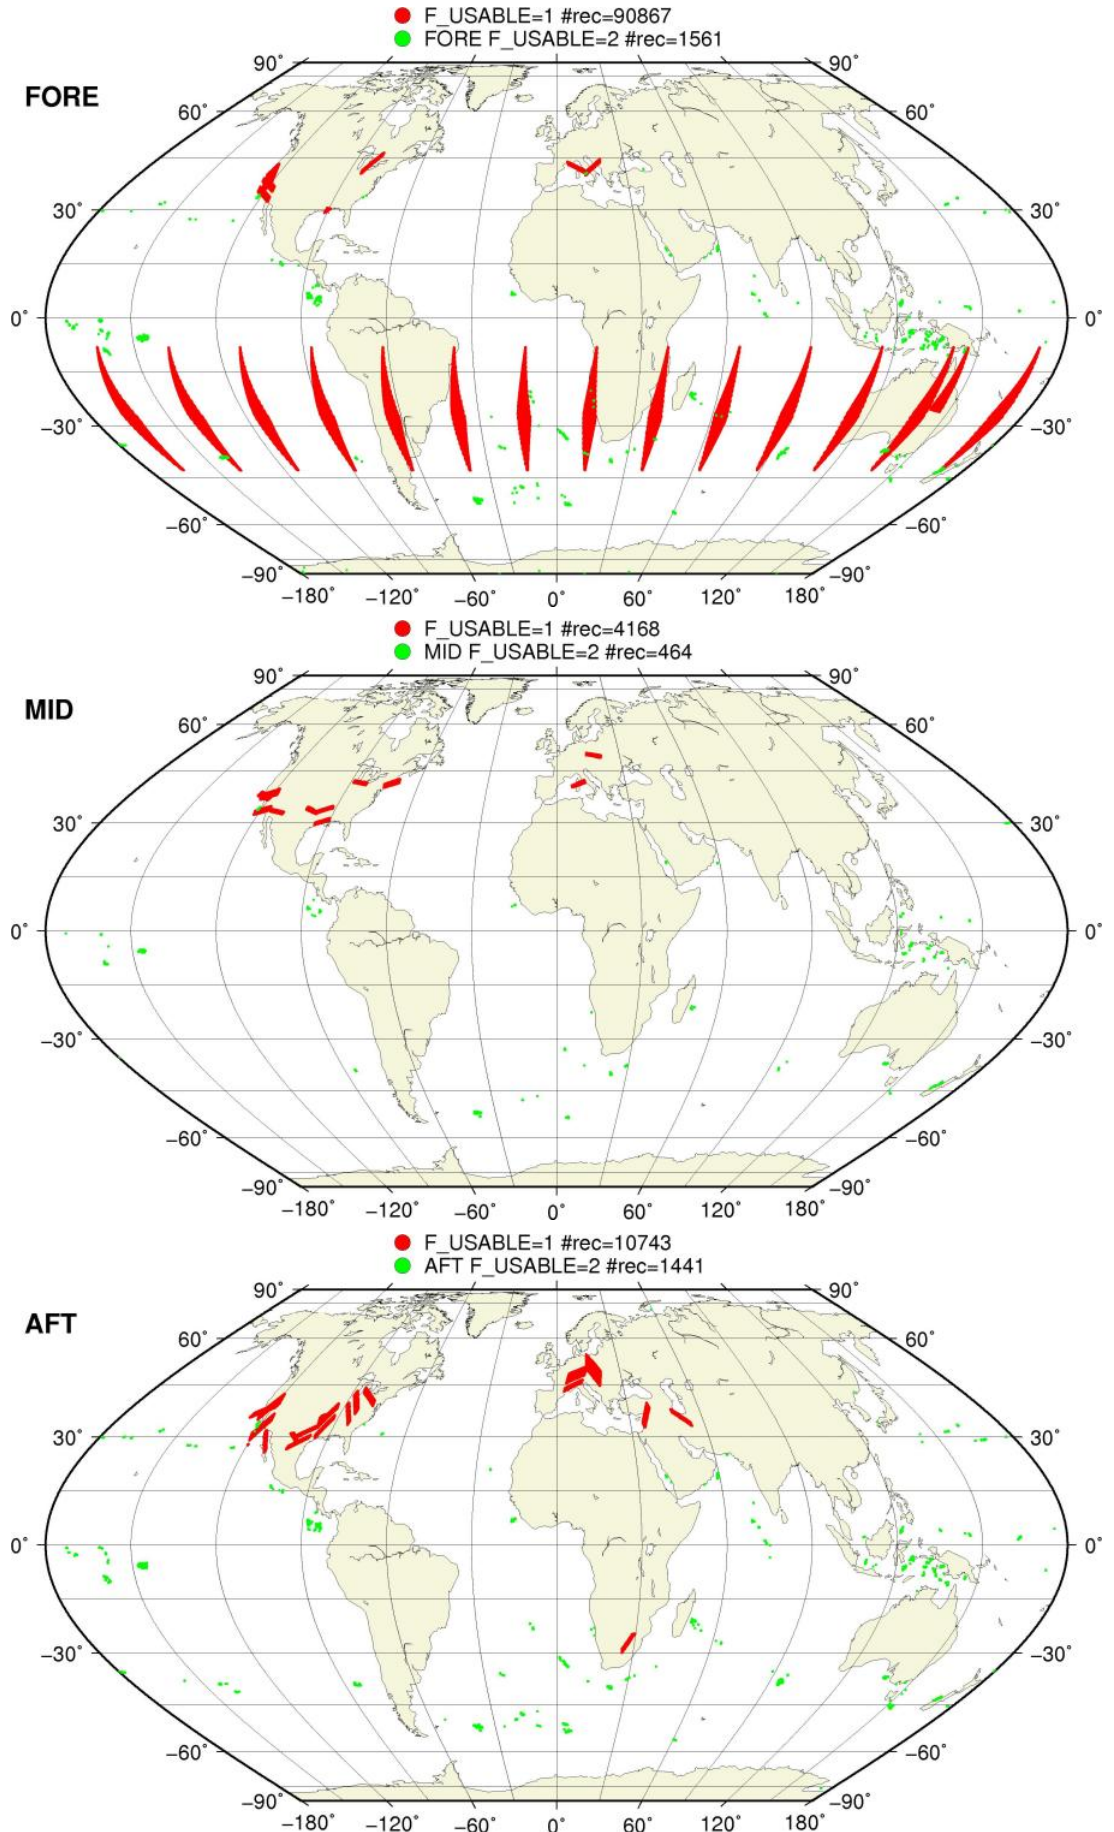 F_USABLE=1 #rec=90867
FORE F_USABLE=2 #rec=1561
FORE
90° 90°
60° 60°
30° 30°
0° 0°
−30° −30°
−60° −60°
−90° −90°
−180° −120° −60° 0° 60° 120° 180°
F_USABLE=1 #rec=4168
MID F_USABLE=2 #rec=464
MID
90° 90°
60° 60°
30° 30°
0° 0°
−30° −30°
−60° −60°
−90° −90°
−180° −120° −60° 0° 60° 120° 180°
F_USABLE=1 #rec=10743
AFT F_USABLE=2 #rec=1441
AFT
90° 90°
60° 60°
30° 30°
0° 0°
−30° −30°
−60° −60°
−90° −90°
−180° −120° −60° 0° 60° 120° 180°